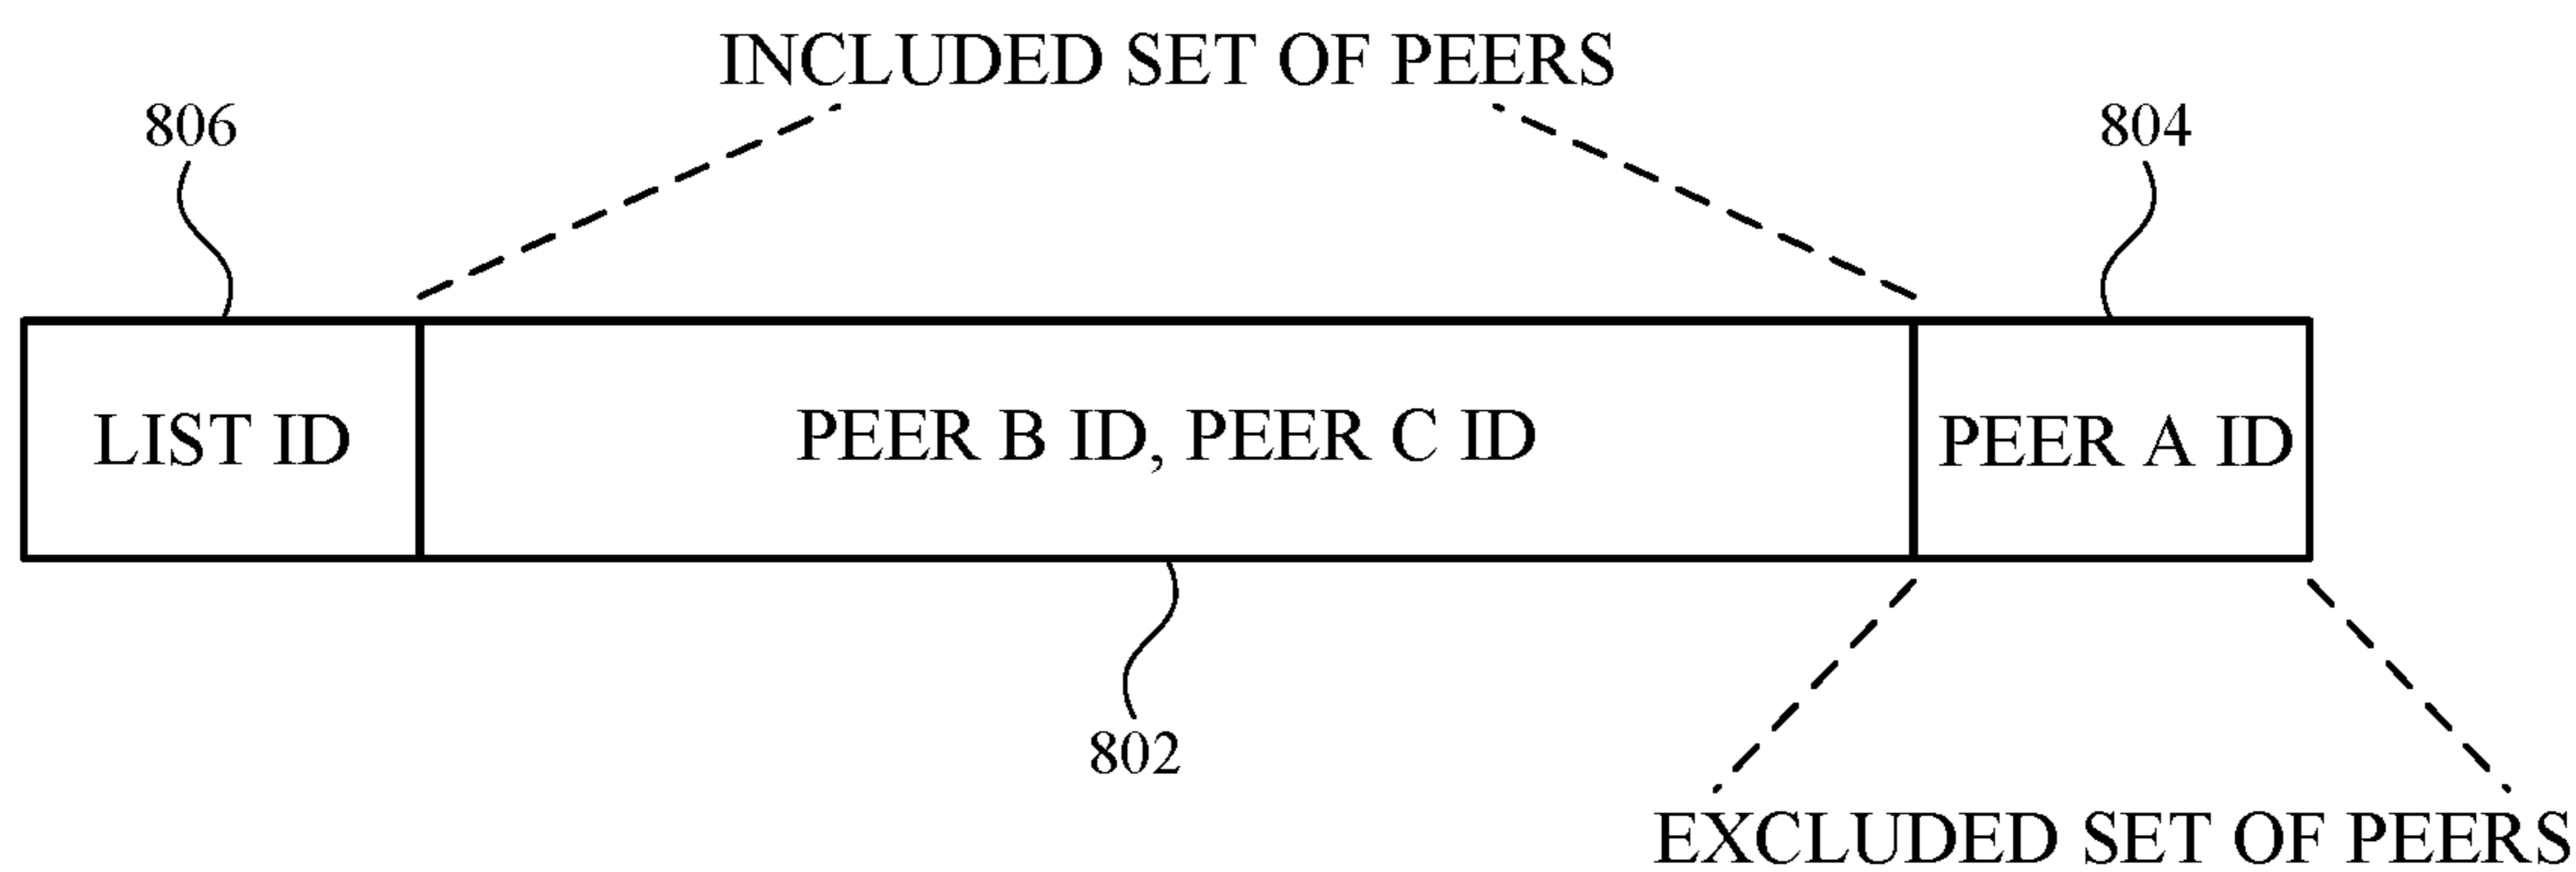 INCLUDED SET OF PEERS
806
804
LIST ID
PEER B ID, PEER C ID
PEER A ID
802
EXCLUDED SET OF PEERS